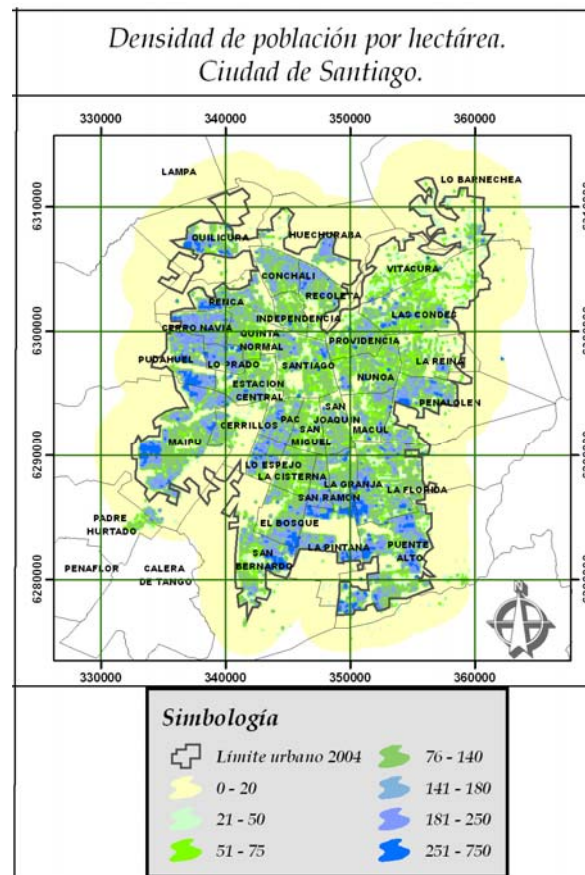 Densidad de población por hectárea.
Ciudad de Santiago.
330000 340000 350000 360000
LAMPA
LO BARNECHEA
6310000
QUILICURA
HUECHURABA
VITACURA
CONCHALI
RENCA
RECOLETA
LAS CONDES
INDEPENDENCIA
6300000
CERRO NAVIA
QUINTA
NORMAL
PROVIDENCIA
PUDAHUEL
LO PRADO
SANTIAGO
LA REINA
ÑUÑOA
ESTACION
CENTRAL
PEÑALOLEN
SAN
JOAQUIN
CERRILLOS
PAC
MACUL
SAN
MIGUEL
MAIPU
6290000
LO ESPEJO
LA CISTERNA
LA GRANJA
LA FLORIDA
SAN RAMON
PADRE
HURTADO
EL BOSQUE
LA PINTANA
PUENTE
ALTO
SAN
BERNARDO
PEÑAFLOR
CALERA
DE TANGO
6280000
330000 340000 350000 360000
Simbología
Límite urbano 2004
0 - 20
21 - 50
51 - 75
76 - 140
141 - 180
181 - 250
251 - 750